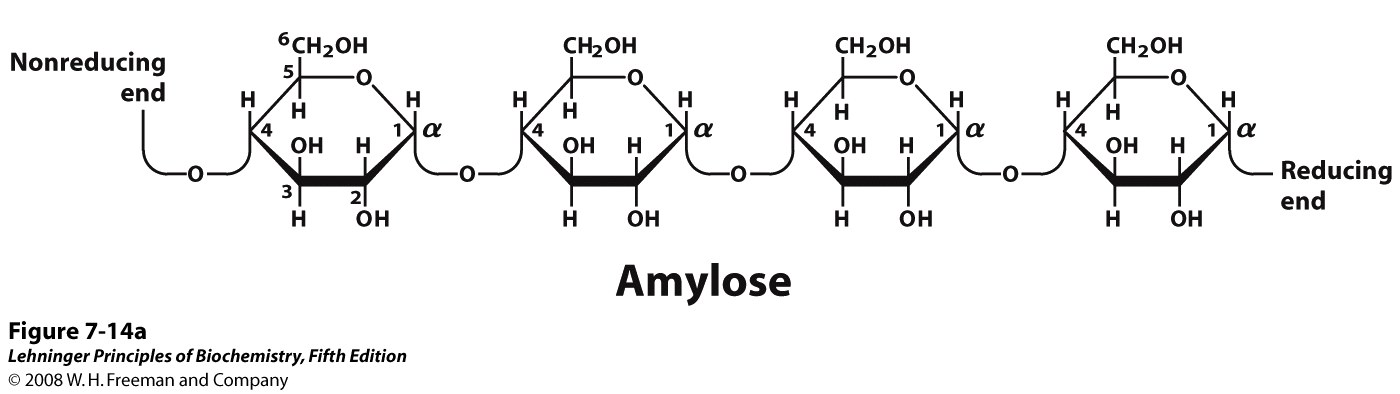 Nonreducing
end
6CH2OH
CH2OH
CH2OH
CH2OH
5
O
O
O
O
H
H
H
H
H
H
H
H
H
H
H
H
4
1
α
4
1
α
4
1
α
4
1
α
OH
H
OH
H
OH
H
OH
H
O
O
O
O
Reducing
end
3
2
H
OH
H
OH
H
OH
H
OH
Amylose
Figure 7-14a
Lehninger Principles of Biochemistry, Fifth Edition
© 2008 W. H. Freeman and Company